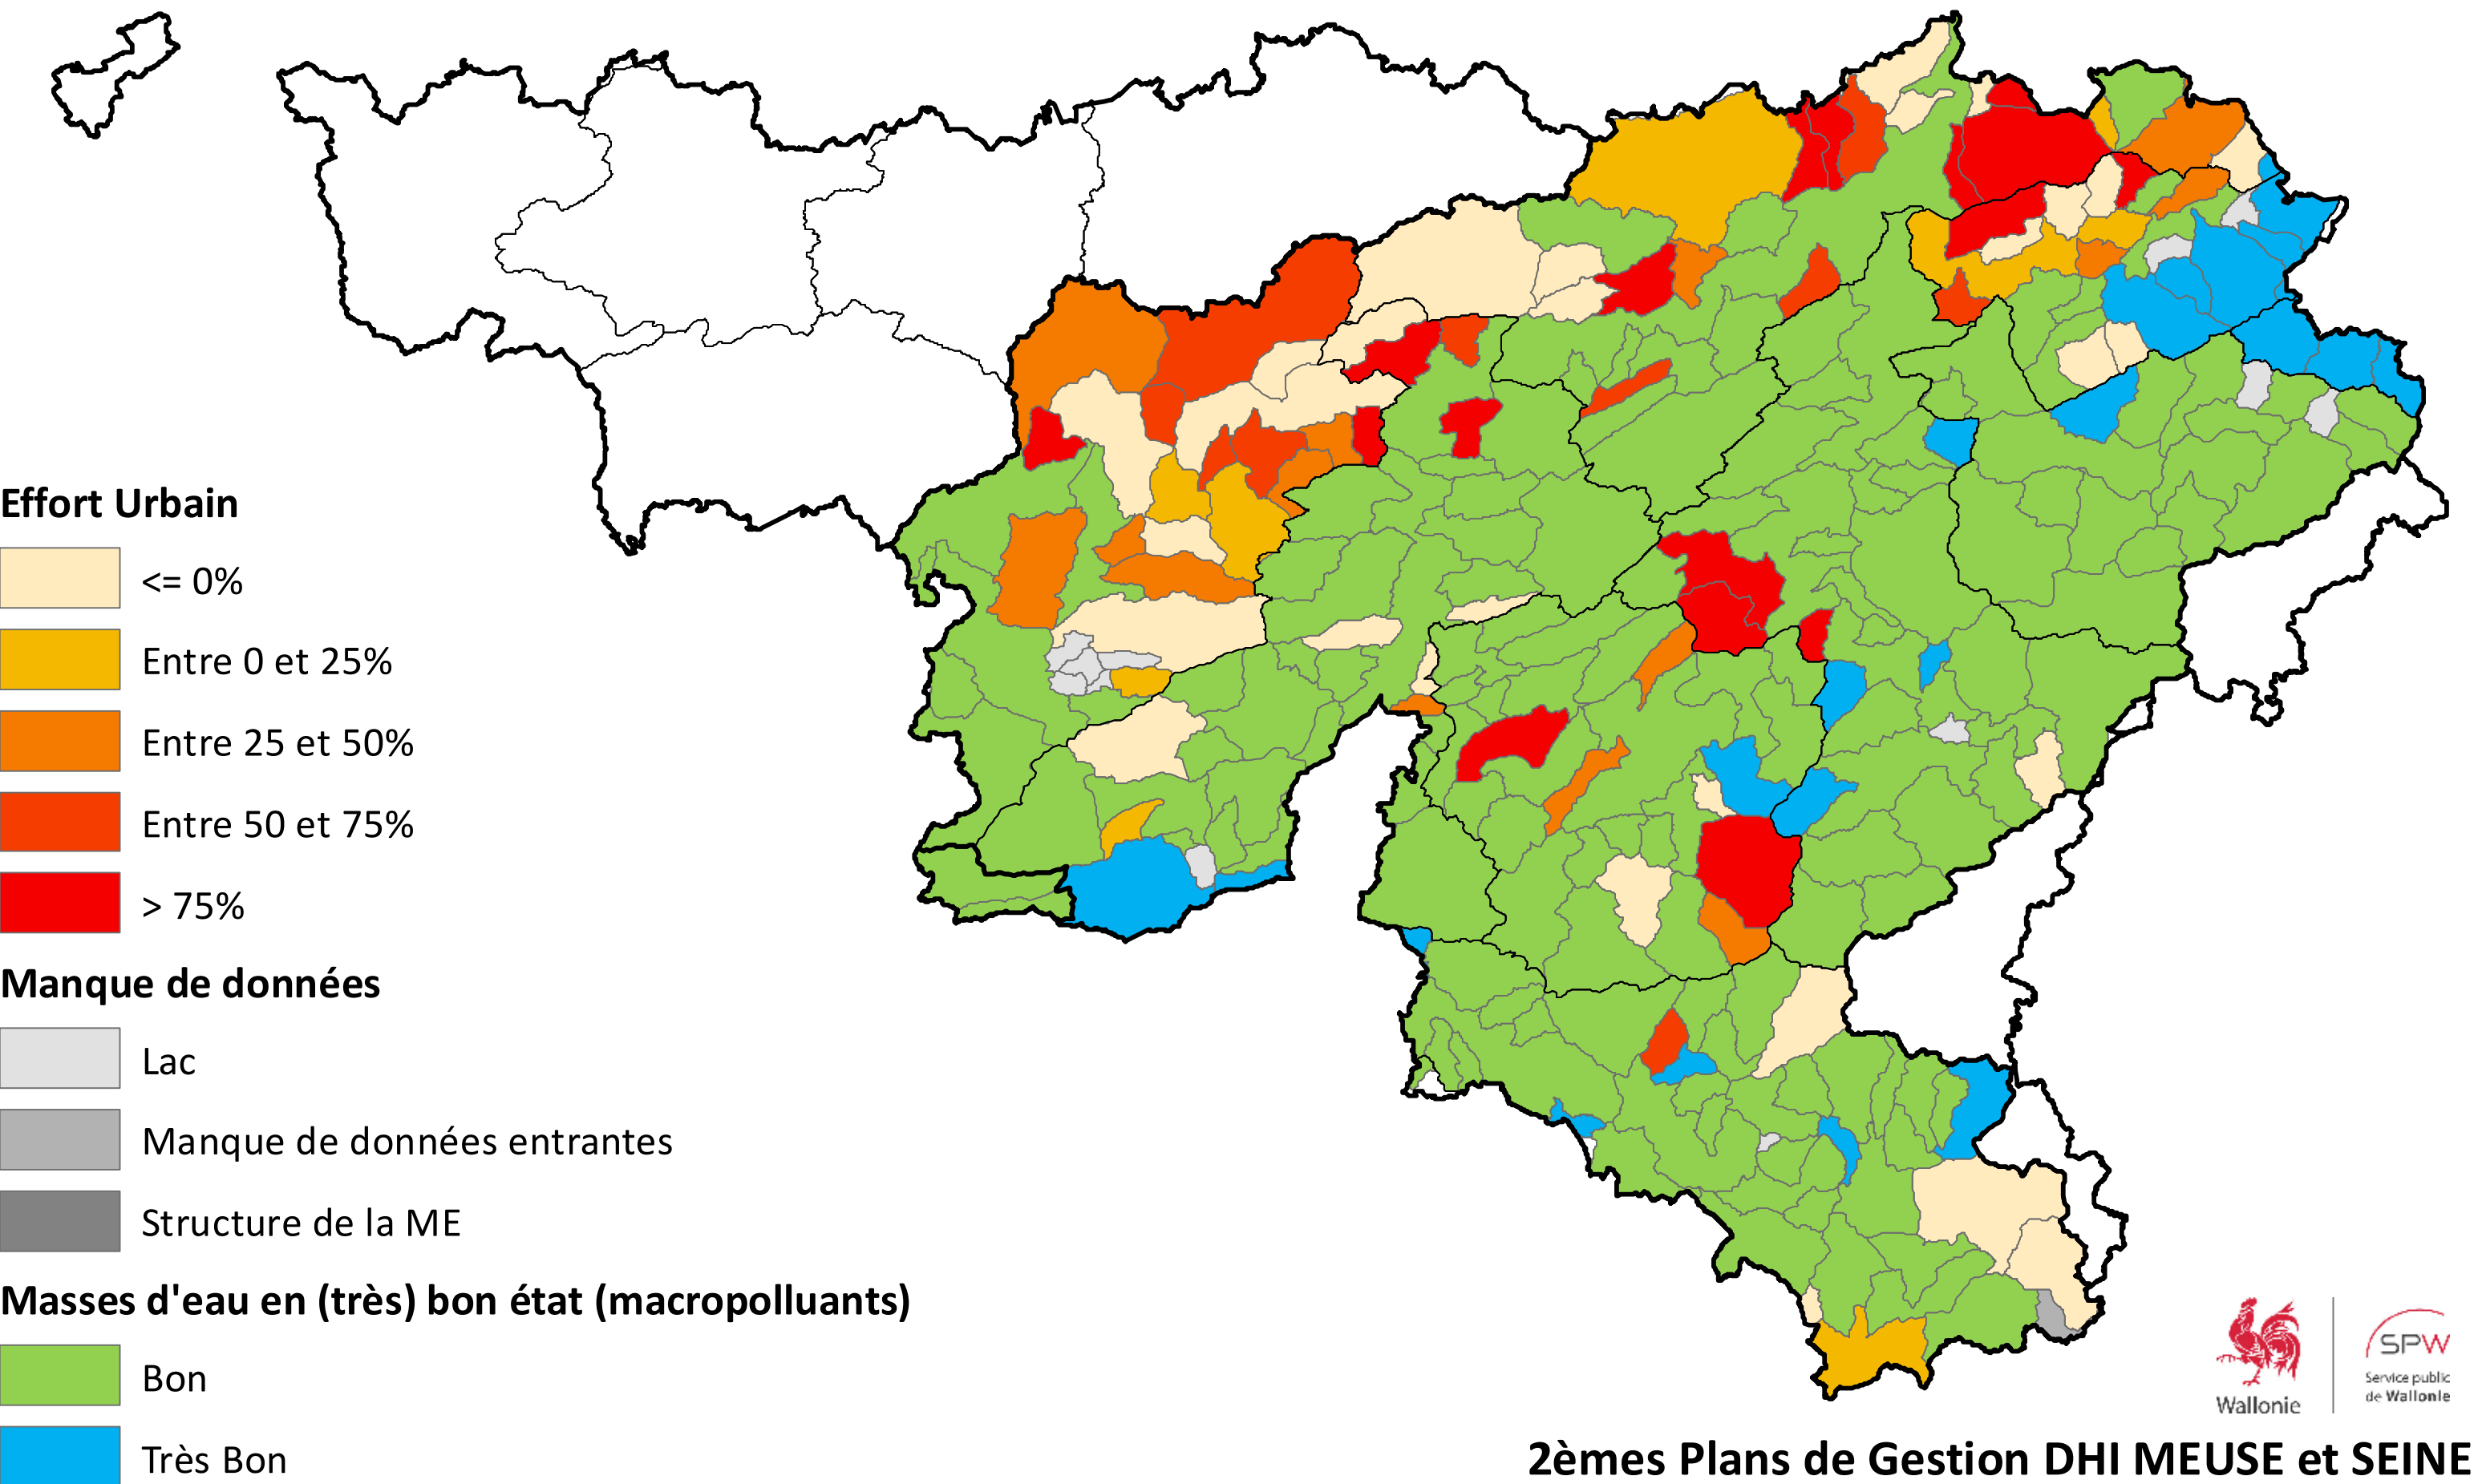 Effort Urbain
<= 0%
Entre 0 et 25%
Entre 25 et 50%
Entre 50 et 75%
> 75%
Manque de données
Lac
Manque de données entrantes
Structure de la ME
Masses d'eau en (très) bon état (macropolluants)
Bon
Très Bon
Wallonie
SPW
Service public
de Wallonie
2èmes Plans de Gestion DHI MEUSE et SEINE